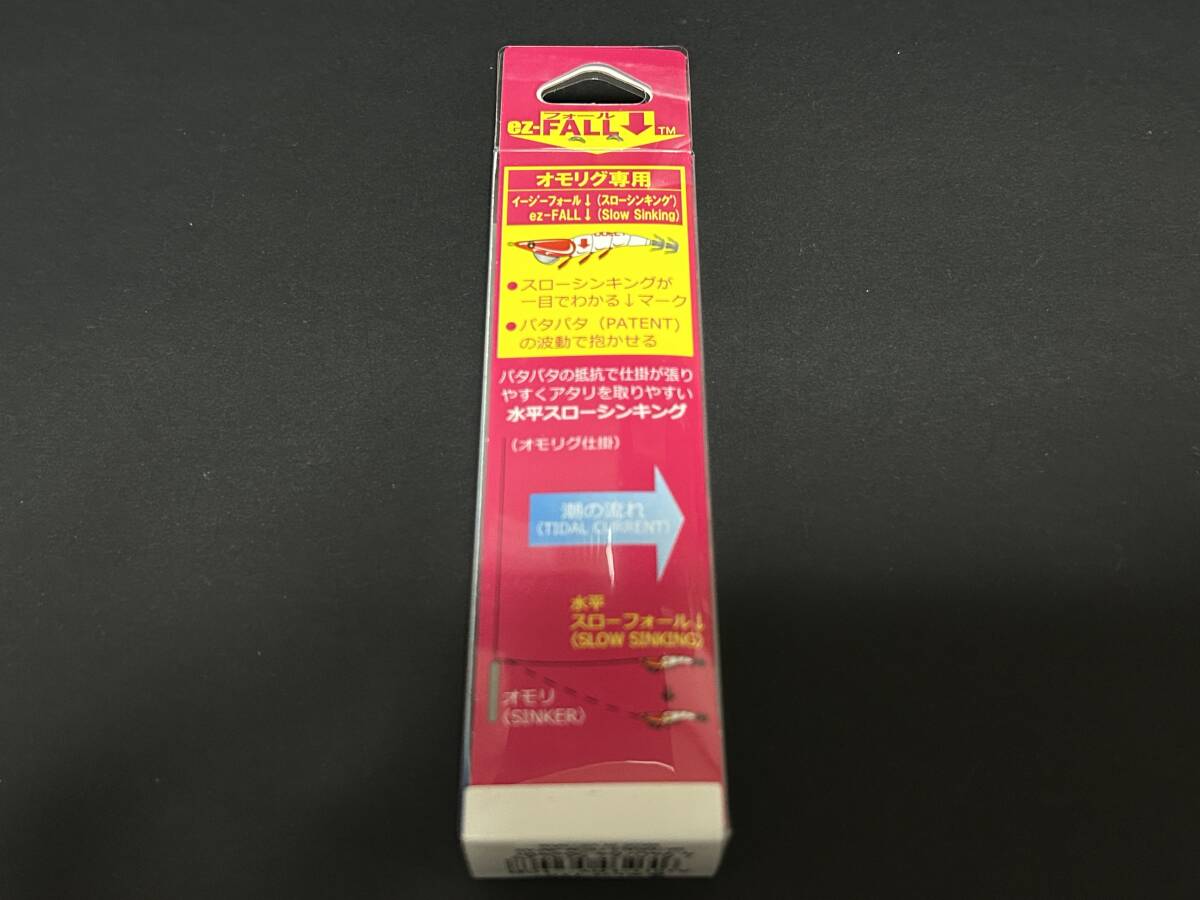 フォール
ez-FALL↓™
オモリグ専用
イージーフォール↓(スローシンキング)
ez-FALL↓(Slow Sinking)
●スローシンキングが
一目でわかる↓マーク
●パタパタ(PATENT)
の波動で抱かせる
パタパタの抵抗で仕掛が張り
やすくアタリを取りやすい
水平スローシンキング
(オモリグ仕掛)
潮の流れ
(TIDAL CURRENT)
水平
スローフォール↓
(SLOW SINKING)
オモリ
(SINKER)